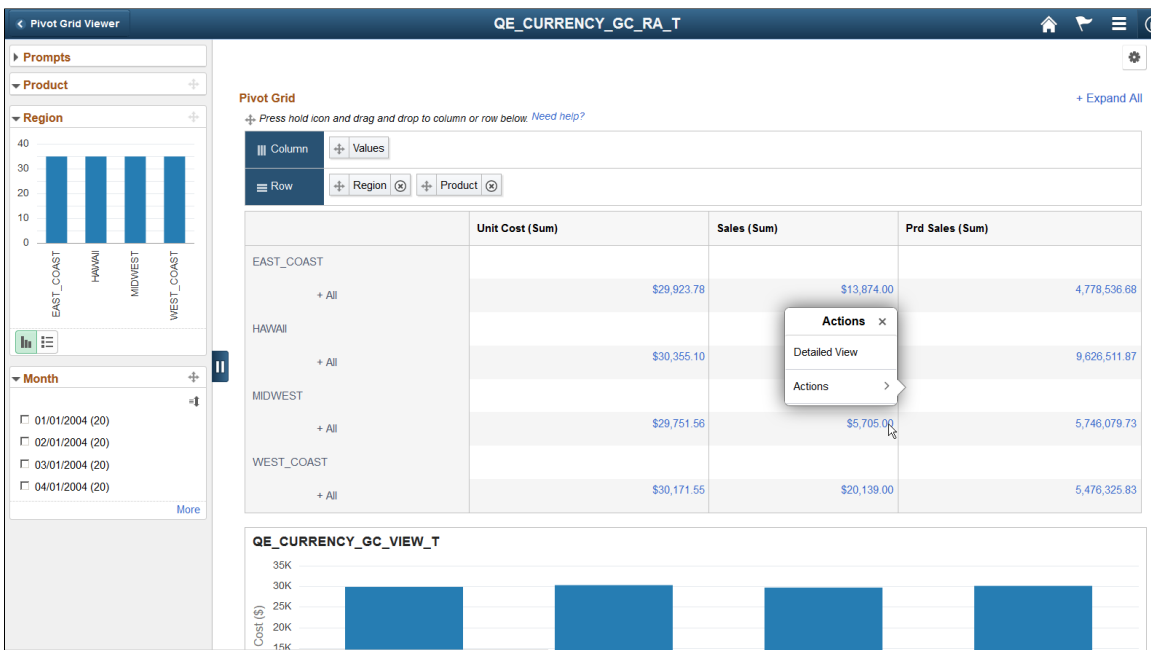 Pivot Grid Viewer
QE_CURRENCY_GC_RA_T
Prompts
Product
Region
40
30
20
10
0
EAST_COAST
HAWAII
MIDWEST
WEST_COAST
Month
01/01/2004 (20)
02/01/2004 (20)
03/01/2004 (20)
04/01/2004 (20)
More
Pivot Grid
+ Expand All
Press hold icon and drag and drop to column or row below. Need help?
Column Values
Row Region Product
Unit Cost (Sum) Sales (Sum) Prd Sales (Sum)
EAST_COAST
+ All $29,923.78 $13,874.00 4,778,536.68
HAWAII
+ All $30,355.10 9,626,511.87
MIDWEST
+ All $29,751.56 $5,705.00 5,746,079.73
WEST_COAST
+ All $30,171.55 $20,139.00 5,476,325.83
Actions ×
Detailed View
Actions
QE_CURRENCY_GC_VIEW_T
35K
30K
25K
20K
15K
Cost ($)